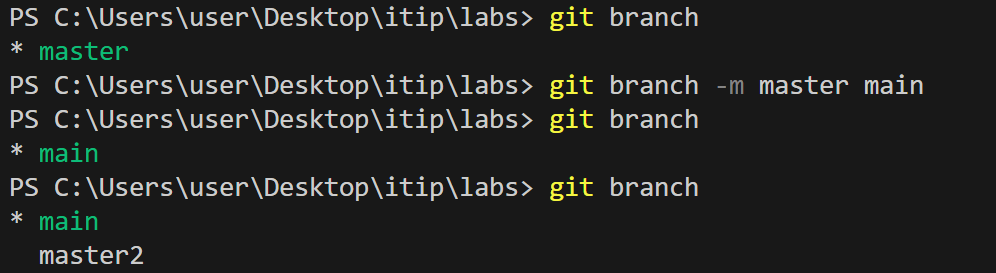 PS C:\Users\user\Desktop\itip\labs> git branch
* master
PS C:\Users\user\Desktop\itip\labs> git branch -m master main
PS C:\Users\user\Desktop\itip\labs> git branch
* main
PS C:\Users\user\Desktop\itip\labs> git branch
* main
  master2